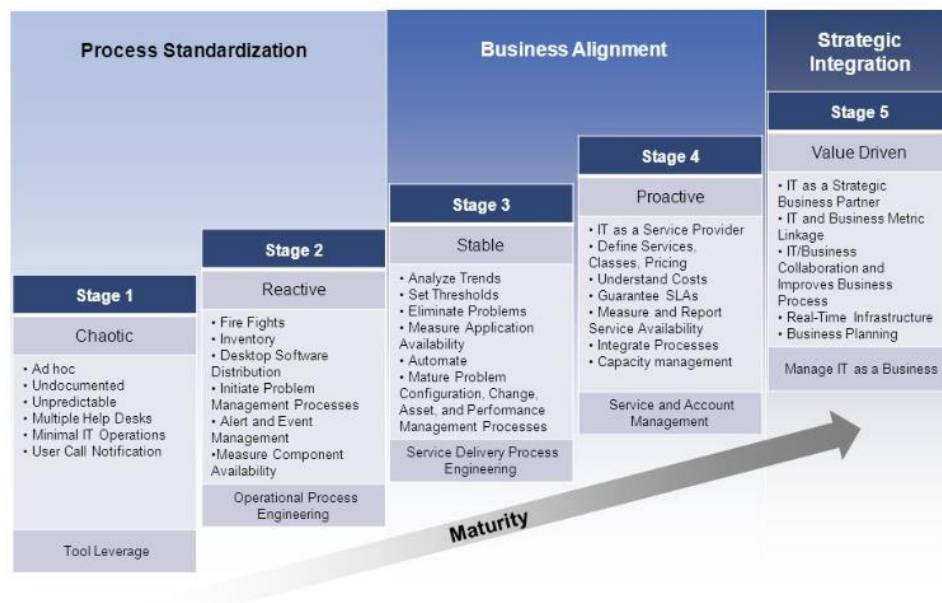 Process Standardization
Business Alignment
Strategic
Integration
Stage 1
Chaotic
• Ad hoc
• Undocumented
• Unpredictable
• Multiple Help Desks
• Minimal IT Operations
• User Call Notification
Tool Leverage
Stage 2
Reactive
• Fire Fights
• Inventory
• Desktop Software
Distribution
• Initiate Problem
Management Processes
• Alert and Event
Management
•Measure Component
Availability
Operational Process
Engineering
Stage 3
Stable
• Analyze Trends
• Set Thresholds
• Eliminate Problems
• Measure Application
Availability
• Automate
• Mature Problem
Configuration, Change,
Asset, and Performance
Management Processes
Service Delivery Process
Engineering
Stage 4
Proactive
• IT as a Service Provider
• Define Services,
Classes, Pricing
• Understand Costs
• Guarantee SLAs
• Measure and Report
Service Availability
• Integrate Processes
• Capacity management
Service and Account
Management
Stage 5
Value Driven
• IT as a Strategic
Business Partner
• IT and Business Metric
Linkage
• IT/Business
Collaboration and
Improves Business
Process
• Real-Time Infrastructure
• Business Planning
Manage IT as a Business
Maturity